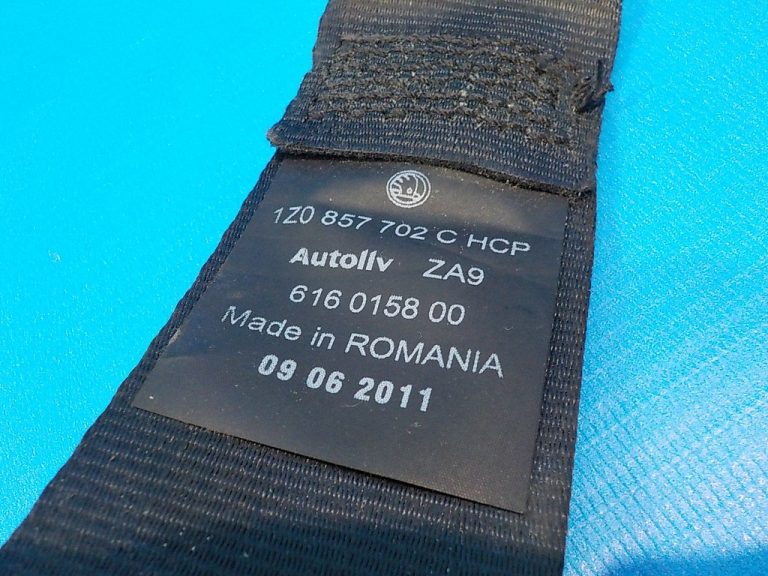 1Z0 857 702 C HCP
Autoliv ZA9
616 0158 00
Made in ROMANIA
09 06 2011